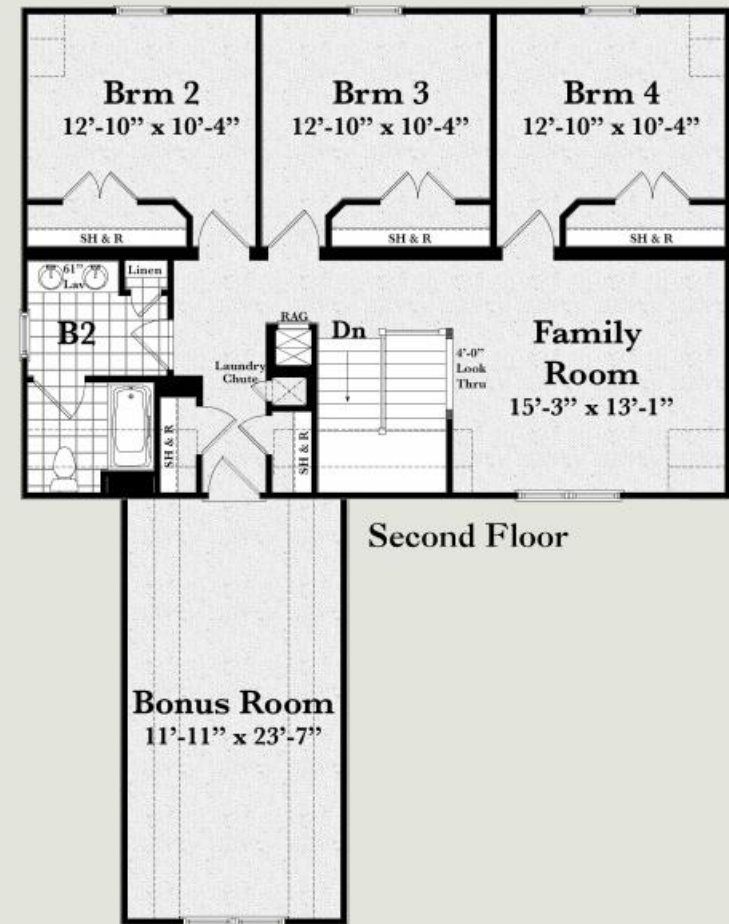 Brm 2
12'-10" x 10'-4"
Brm 3
12'-10" x 10'-4"
Brm 4
12'-10" x 10'-4"
SH & R
SH & R
SH & R
61"
Lav
Linen
B2
RAG
Dn
Laundry
Chute
4'-0"
Look
Thru
Family
Room
15'-3" x 13'-1"
SH & R
SH & R
Second Floor
Bonus Room
11'-11" x 23'-7"